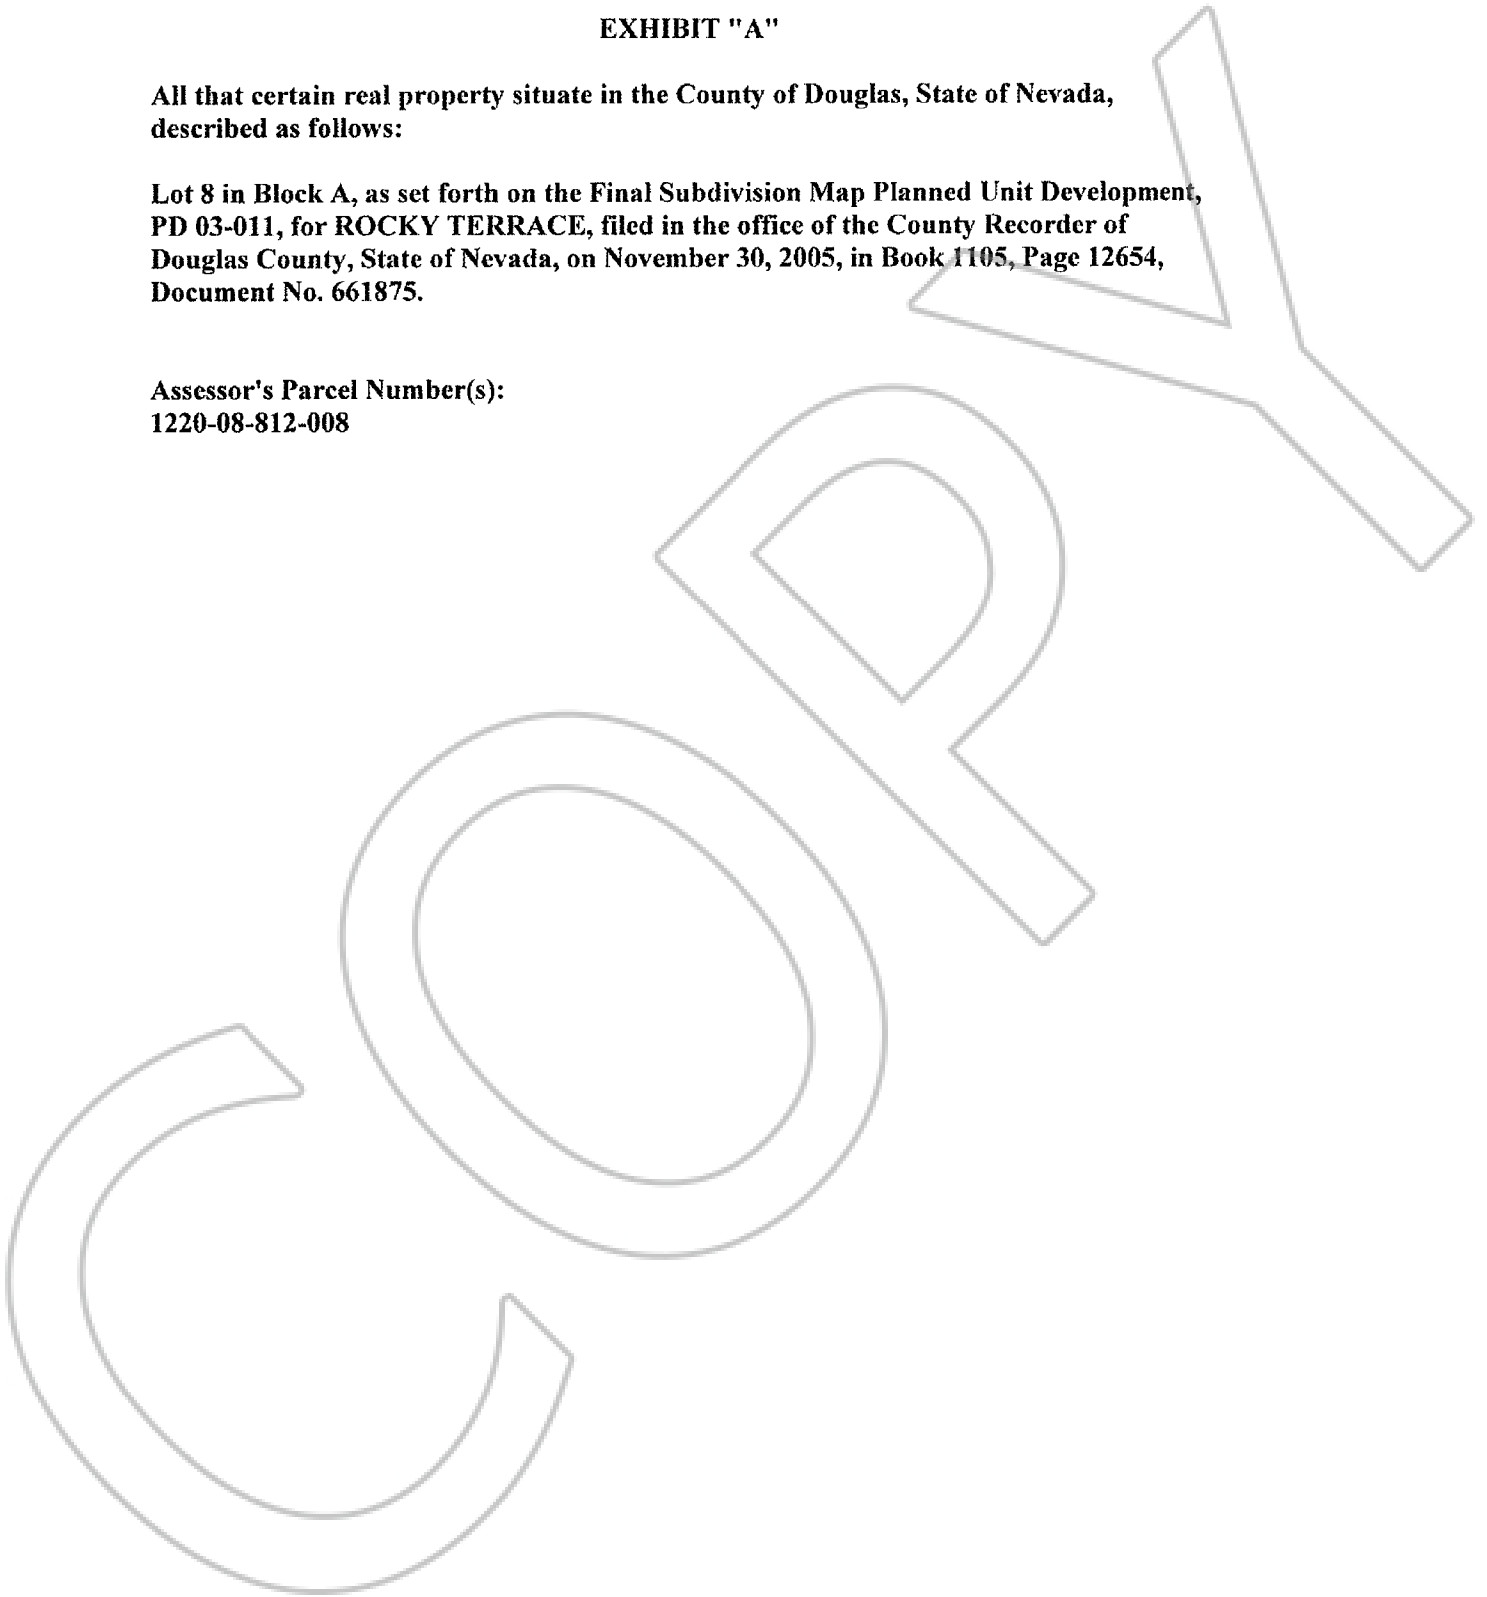 EXHIBIT "A"
All that certain real property situate in the County of Douglas, State of Nevada,
described as follows:
Lot 8 in Block A, as set forth on the Final Subdivision Map Planned Unit Development,
PD 03-011, for ROCKY TERRACE, filed in the office of the County Recorder of
Douglas County, State of Nevada, on November 30, 2005, in Book 1105, Page 12654,
Document No. 661875.
Assessor's Parcel Number(s):
1220-08-812-008
COPY